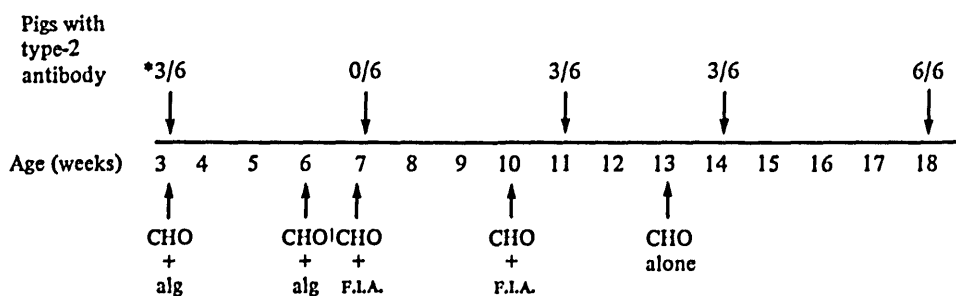 Pigs with
type-2
antibody *3/6 0/6 3/6 3/6 6/6
Age (weeks) 3 4 5 6 7 8 9 10 11 12 13 14 15 16 17 18
CHO CHO CHO CHO CHO
+ + + + alone
alg alg F.I.A. F.I.A.